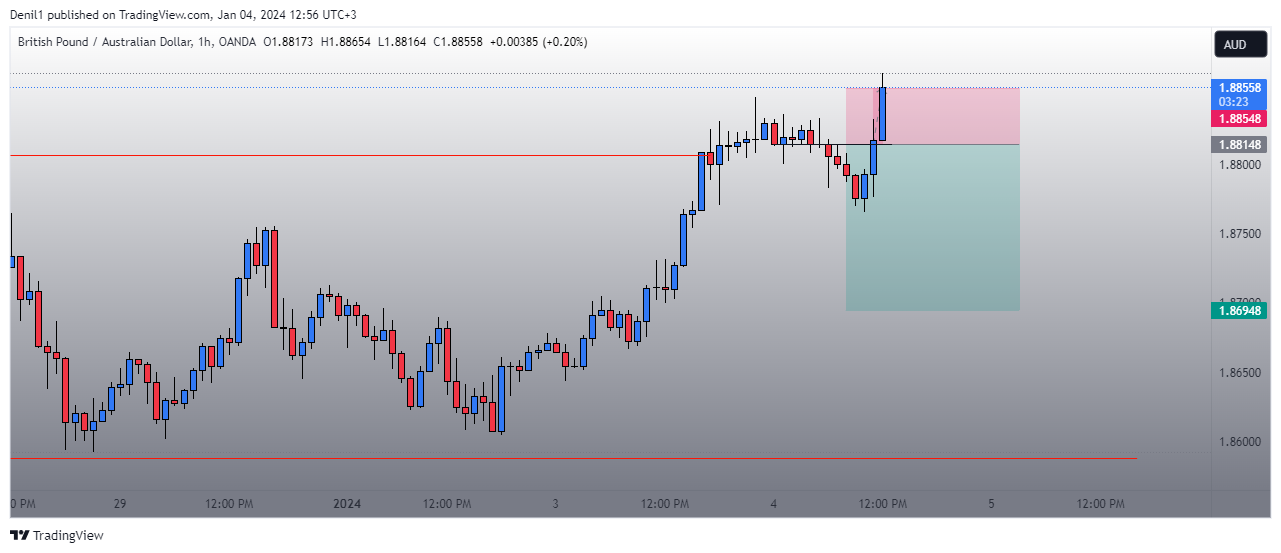 Denil1 published on TradingView.com, Jan 04, 2024 12:56 UTC+3
British Pound / Australian Dollar, 1h, OANDA O1.88173 H1.88654 L1.88164 C1.88558 +0.00385 (+0.20%)
AUD
1.88558
03:23
1.88548
1.88148
1.88000
1.87500
1.87000
1.86948
1.86500
1.86000
0 PM 29 12:00 PM 2024 12:00 PM 3 12:00 PM 4 12:00 PM 5 12:00 PM
TradingView